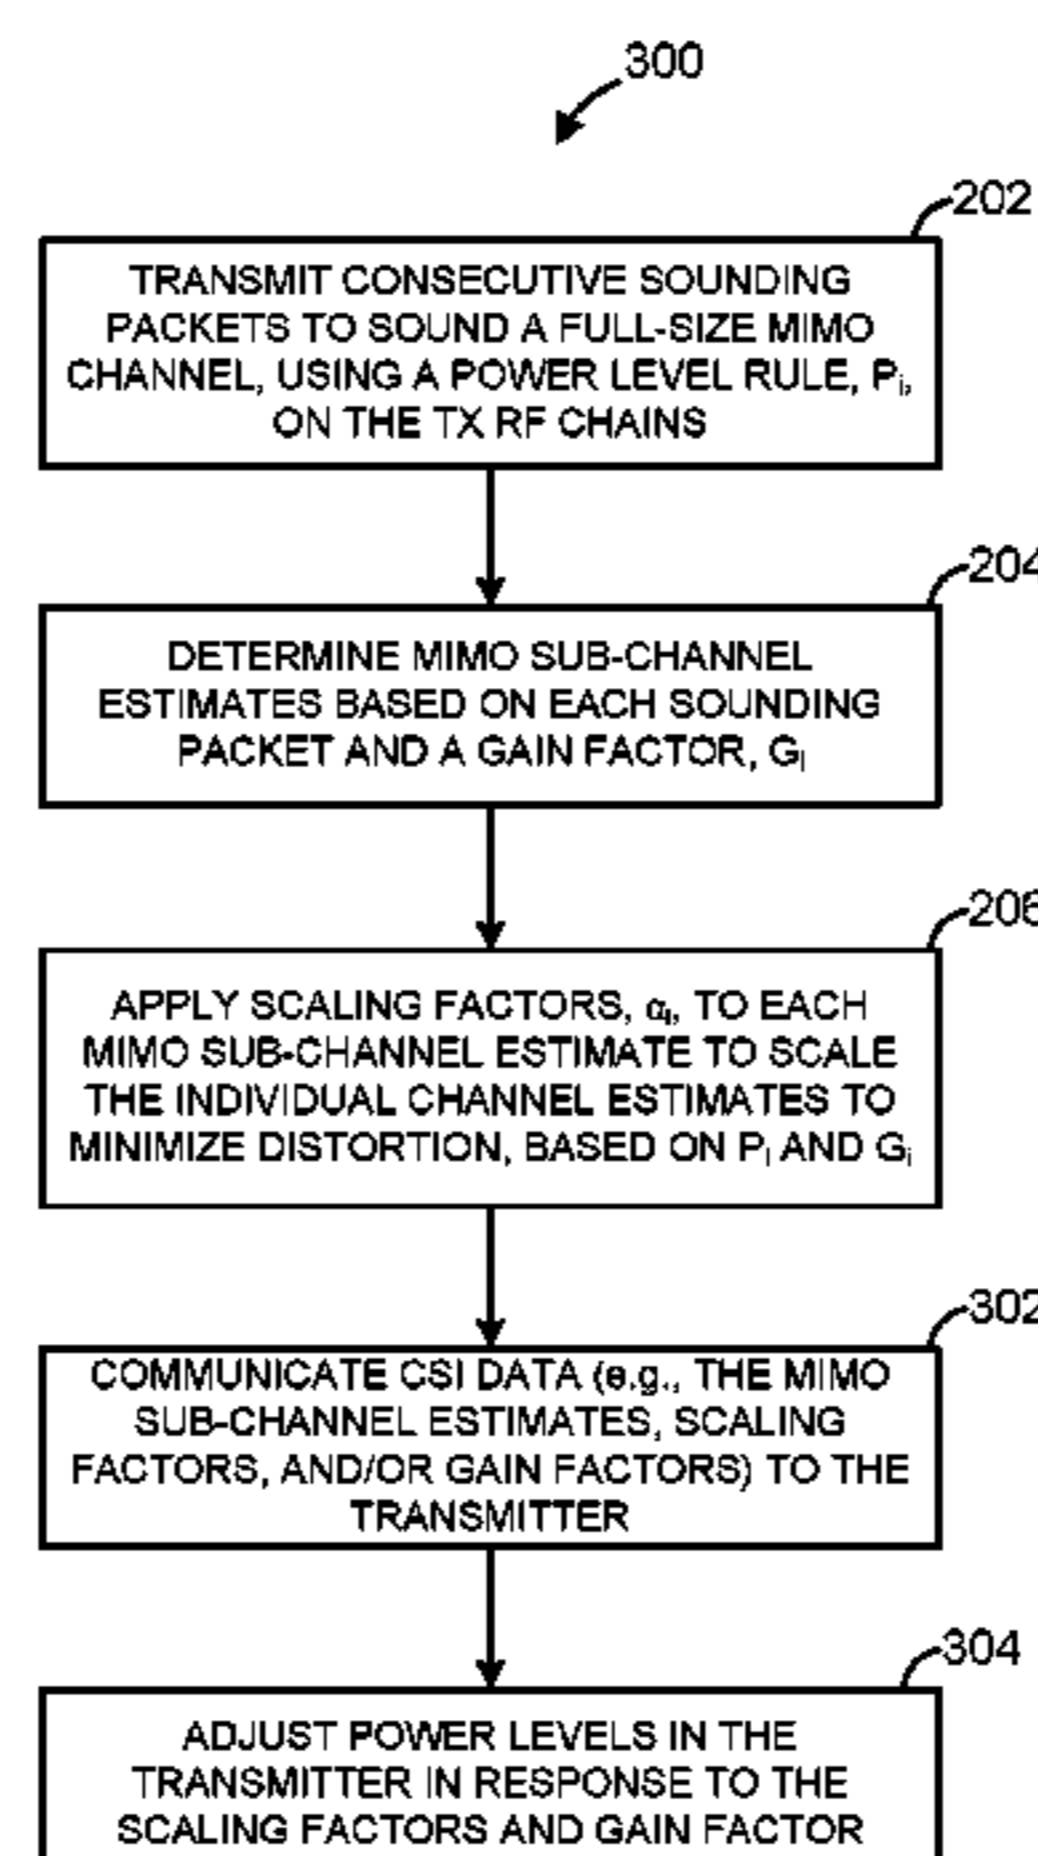 300
202
TRANSMIT CONSECUTIVE SOUNDING
PACKETS TO SOUND A FULL-SIZE MIMO
CHANNEL, USING A POWER LEVEL RULE, Pᵢ,
ON THE TX RF CHAINS
204
DETERMINE MIMO SUB-CHANNEL
ESTIMATES BASED ON EACH SOUNDING
PACKET AND A GAIN FACTOR, Gᵢ
206
APPLY SCALING FACTORS, αᵢ, TO EACH
MIMO SUB-CHANNEL ESTIMATE TO SCALE
THE INDIVIDUAL CHANNEL ESTIMATES TO
MINIMIZE DISTORTION, BASED ON Pᵢ AND Gᵢ
302
COMMUNICATE CSI DATA (e.g., THE MIMO
SUB-CHANNEL ESTIMATES, SCALING
FACTORS, AND/OR GAIN FACTORS) TO THE
TRANSMITTER
304
ADJUST POWER LEVELS IN THE
TRANSMITTER IN RESPONSE TO THE
SCALING FACTORS AND GAIN FACTOR